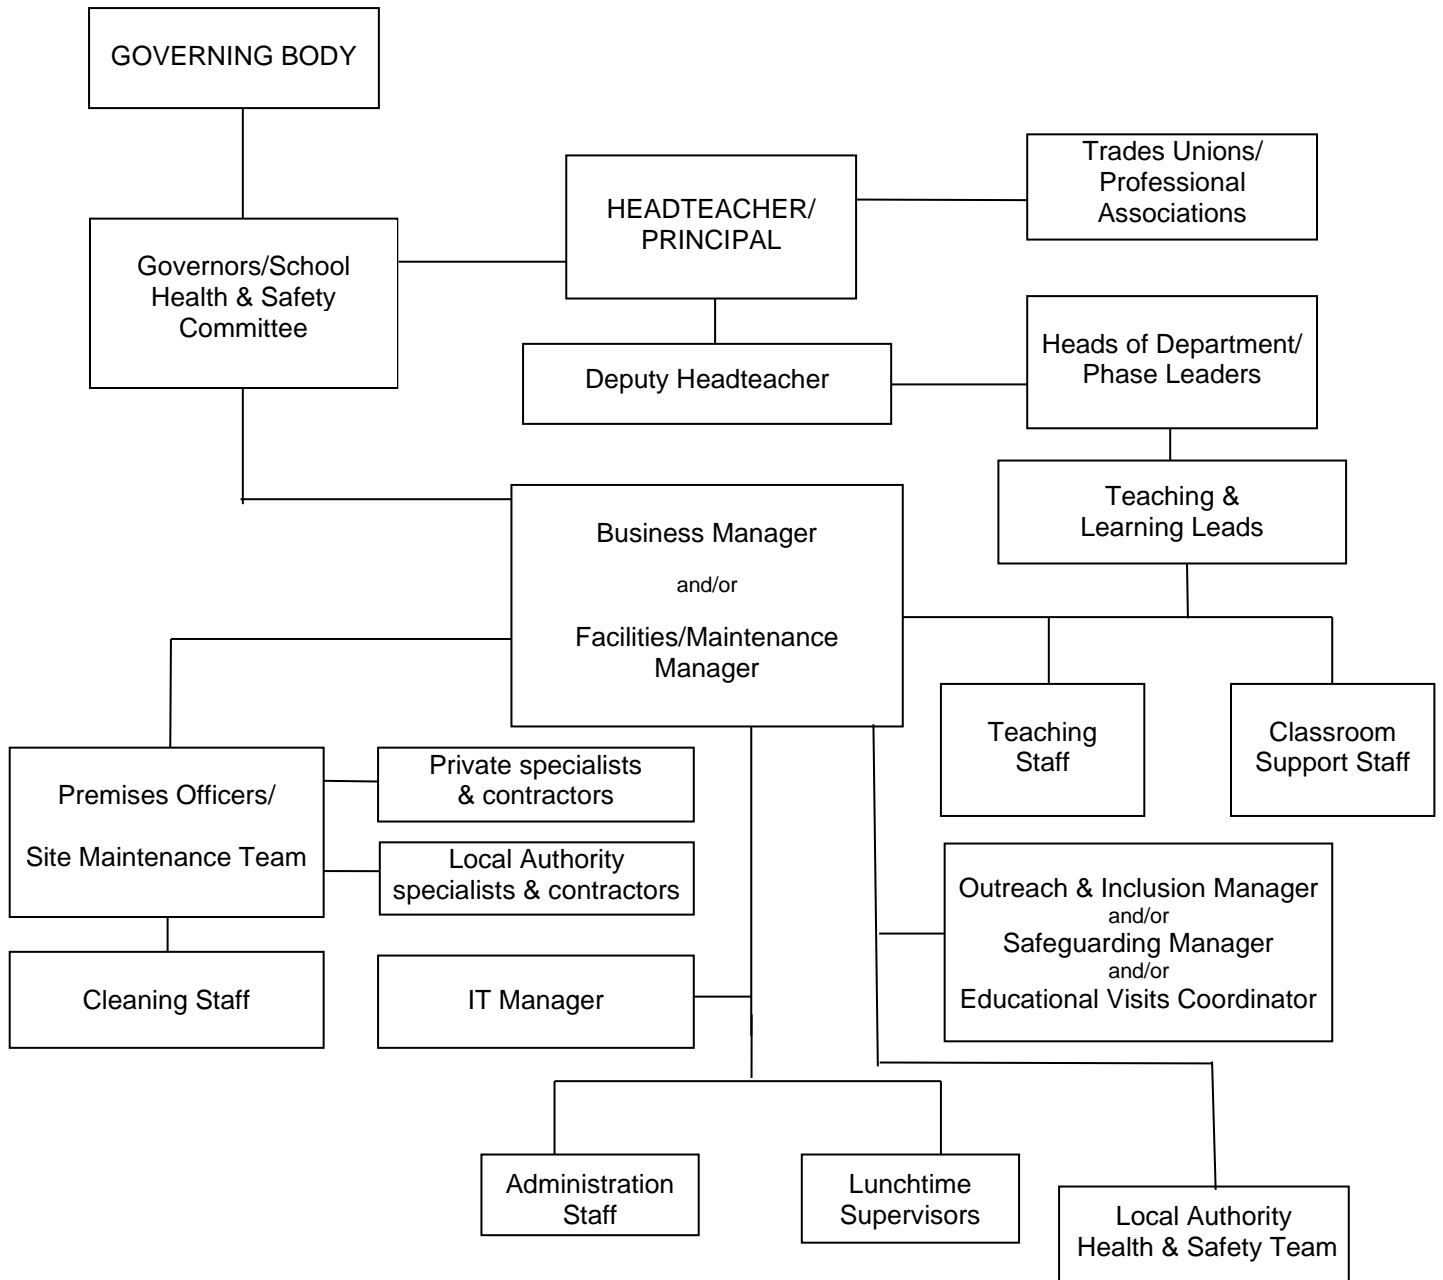 GOVERNING BODY
Trades Unions/
Professional
Associations
HEADTEACHER/
PRINCIPAL
Governors/School
Health & Safety
Committee
Heads of Department/
Phase Leaders
Deputy Headteacher
Teaching &
Learning Leads
Business Manager
and/or
Facilities/Maintenance
Manager
Teaching
Staff
Classroom
Support Staff
Premises Officers/
Site Maintenance Team
Private specialists
& contractors
Local Authority
specialists & contractors
Outreach & Inclusion Manager
and/or
Safeguarding Manager
and/or
Educational Visits Coordinator
Cleaning Staff
IT Manager
Administration
Staff
Lunchtime
Supervisors
Local Authority
Health & Safety Team